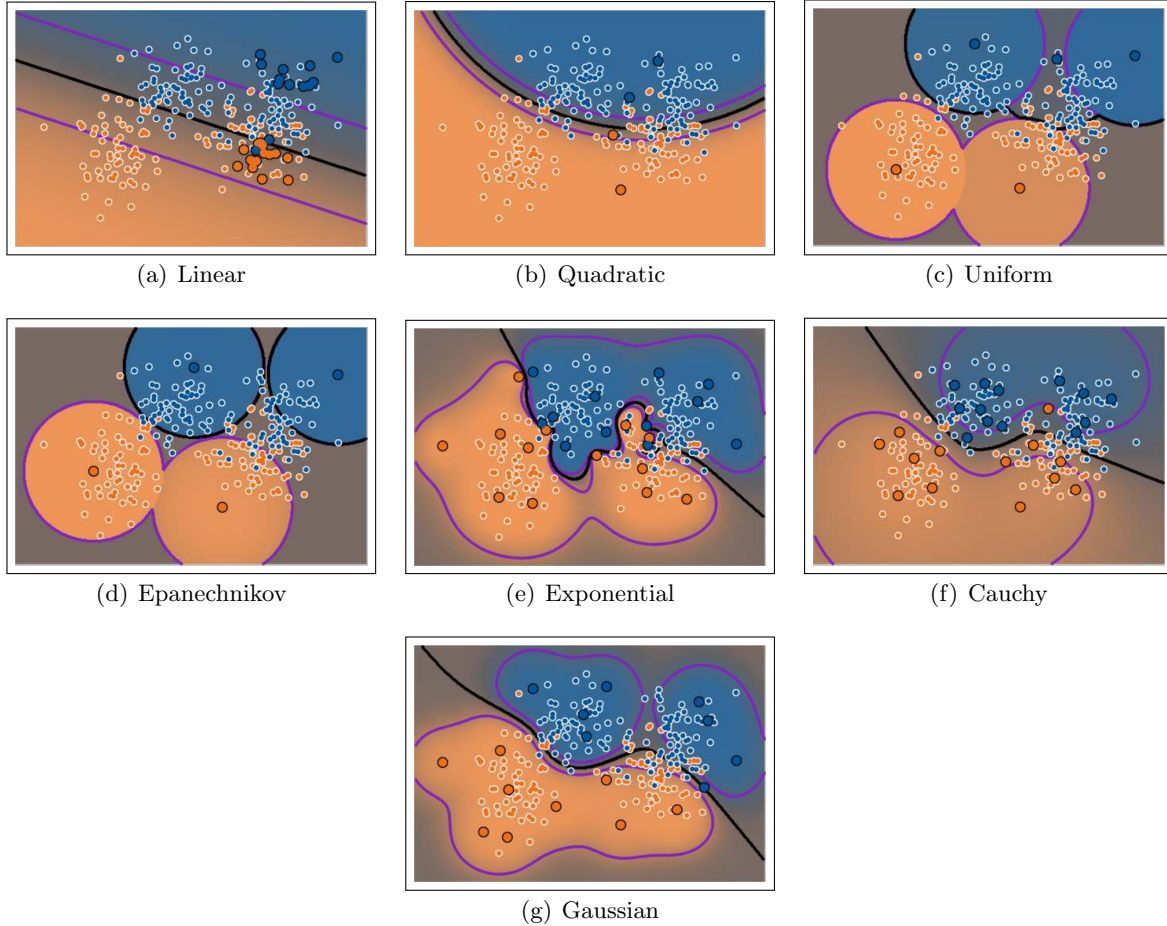 (a) Linear
(b) Quadratic
(c) Uniform
(d) Epanechnikov
(e) Exponential
(f) Cauchy
(g) Gaussian